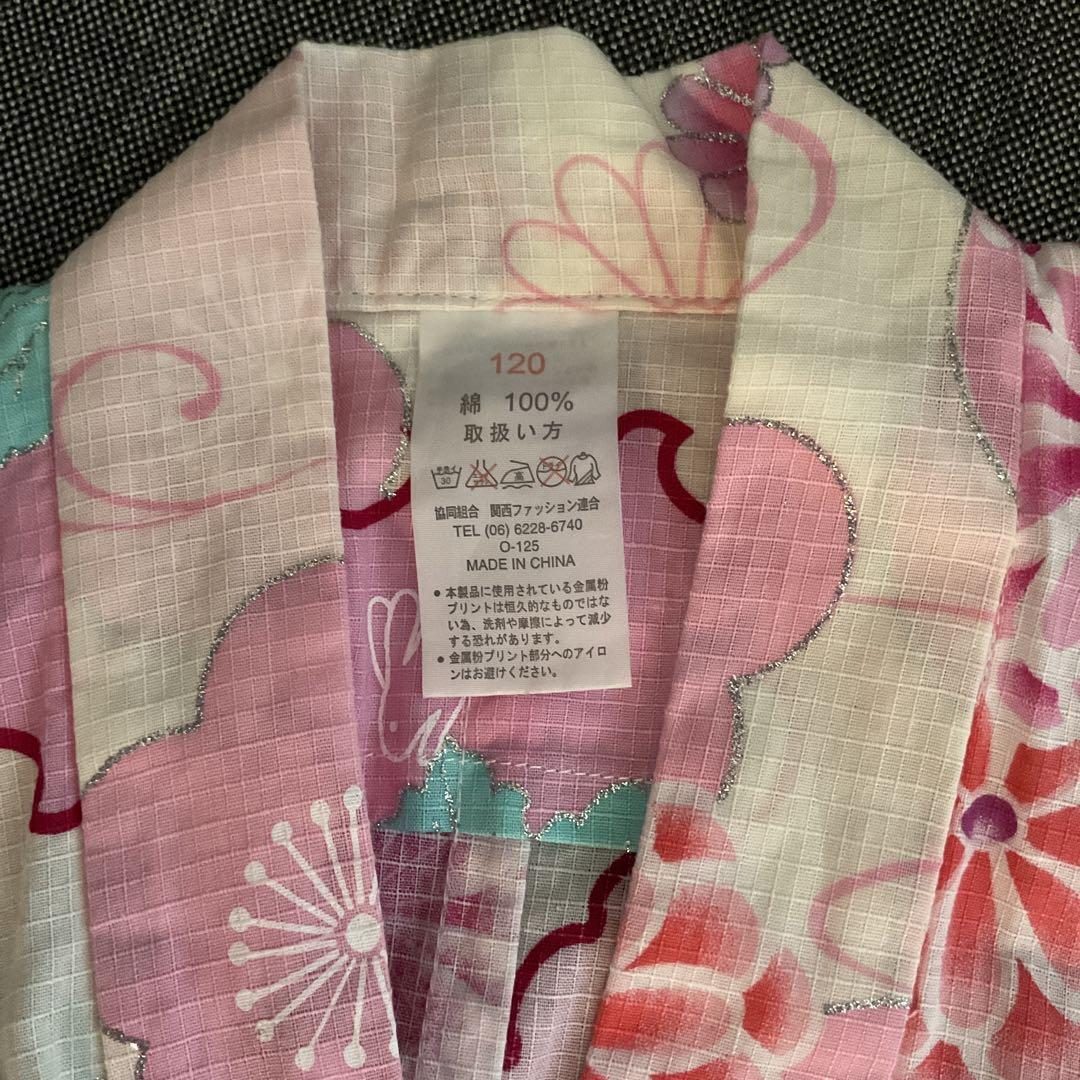 120
綿 100%
取扱い方
30 高
協同組合 関西ファッション連合
TEL (06) 6228-6740
O-125
MADE IN CHINA
● 本製品に使用されている金属粉
プリントは恒久的なものではな
い為、洗剤や摩擦によって減少
する恐れがあります。
● 金属粉プリント部分へのアイロ
ンはお避けください。